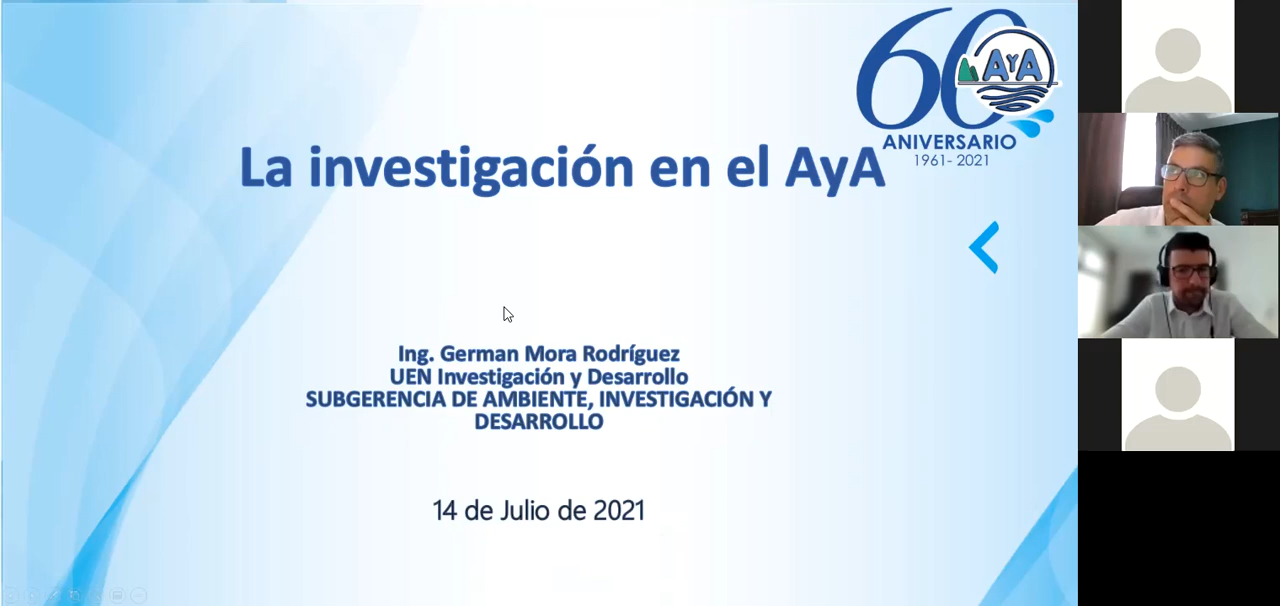 60
AYA
ANIVERSARIO
1961- 2021
La investigación en el AyA
Ing. German Mora Rodríguez
UEN Investigación y Desarrollo
SUBGERENCIA DE AMBIENTE, INVESTIGACIÓN Y
DESARROLLO
14 de Julio de 2021